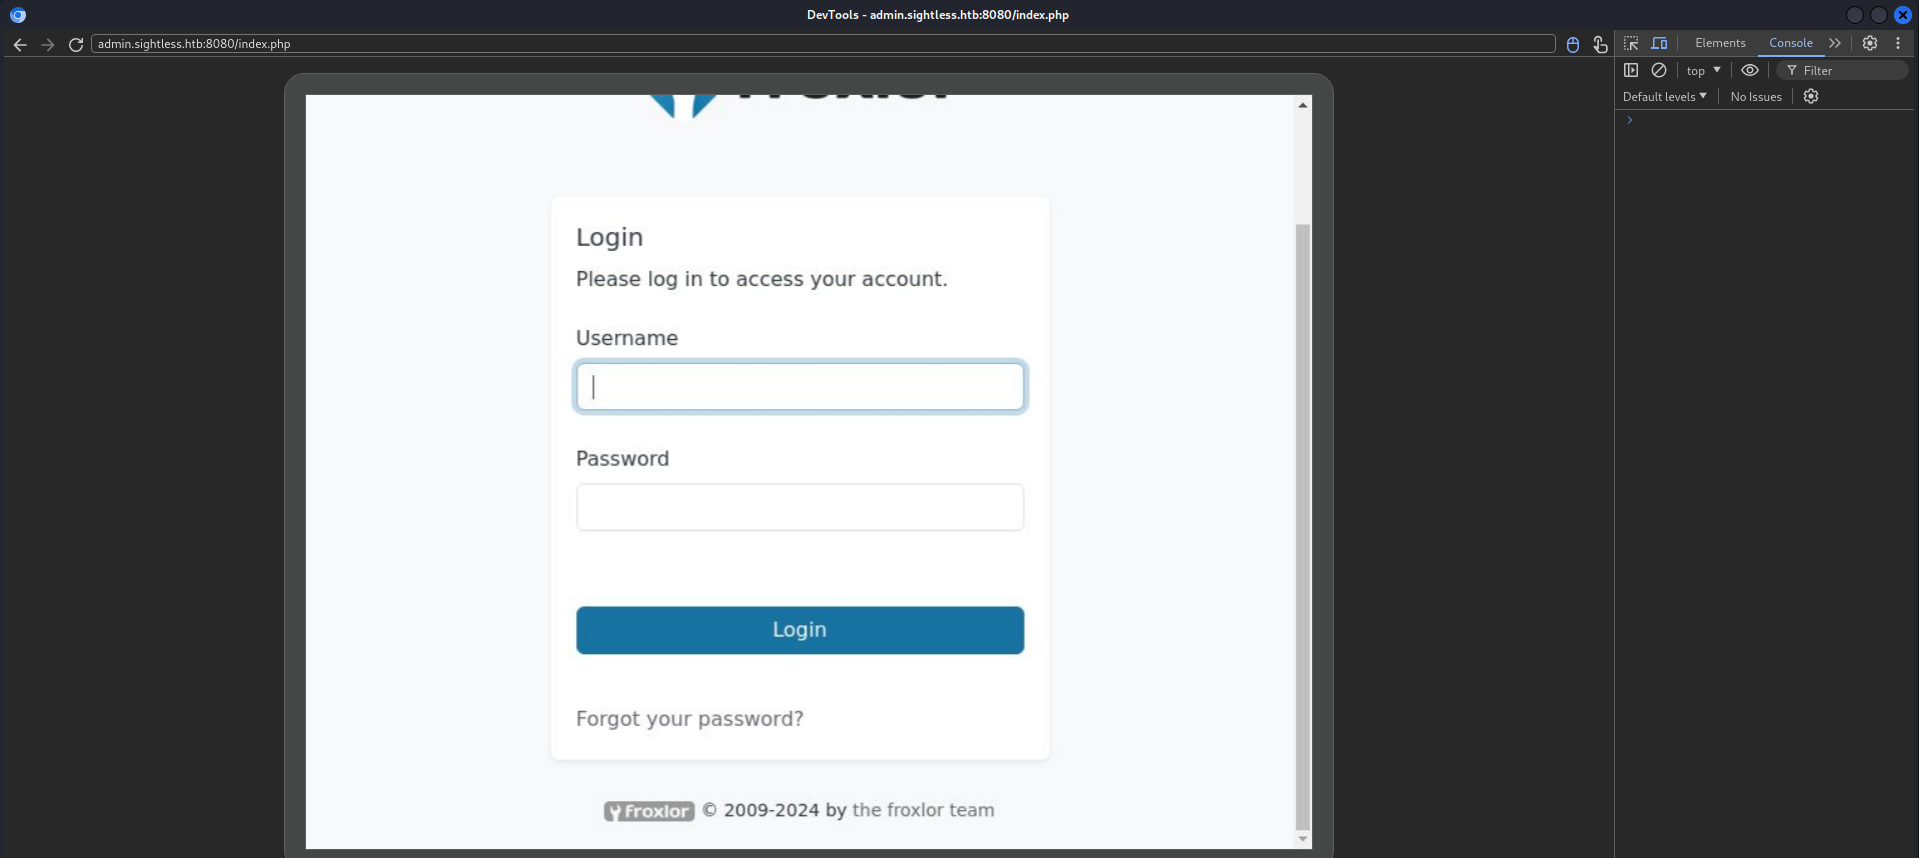 DevTools - admin.sightless.htb:8080/index.php
admin.sightless.htb:8080/index.php
Elements Console
top Filter
Default levels No Issues
Froxlor
Login
Please log in to access your account.
Username
Password
Login
Forgot your password?
froxlor © 2009-2024 by the froxlor team